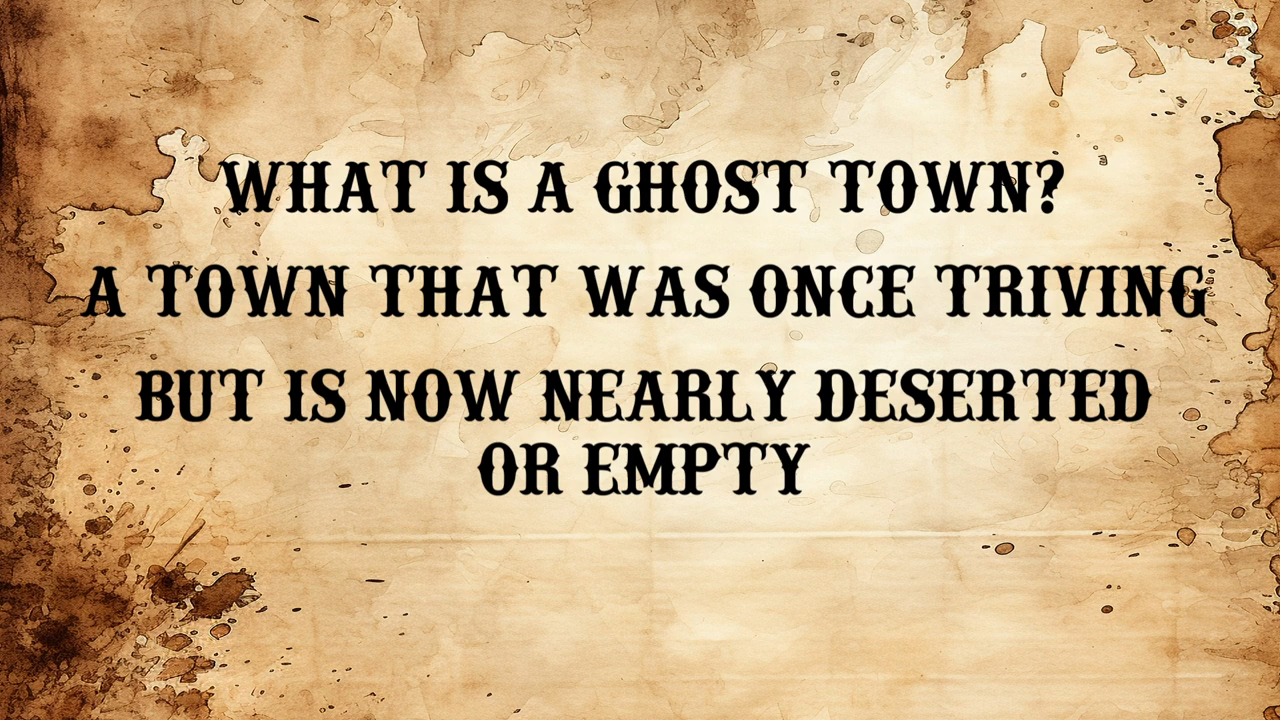 WHAT IS A GHOST TOWN?
A TOWN THAT WAS ONCE TRIVING
BUT IS NOW NEARLY DESERTED
OR EMPTY